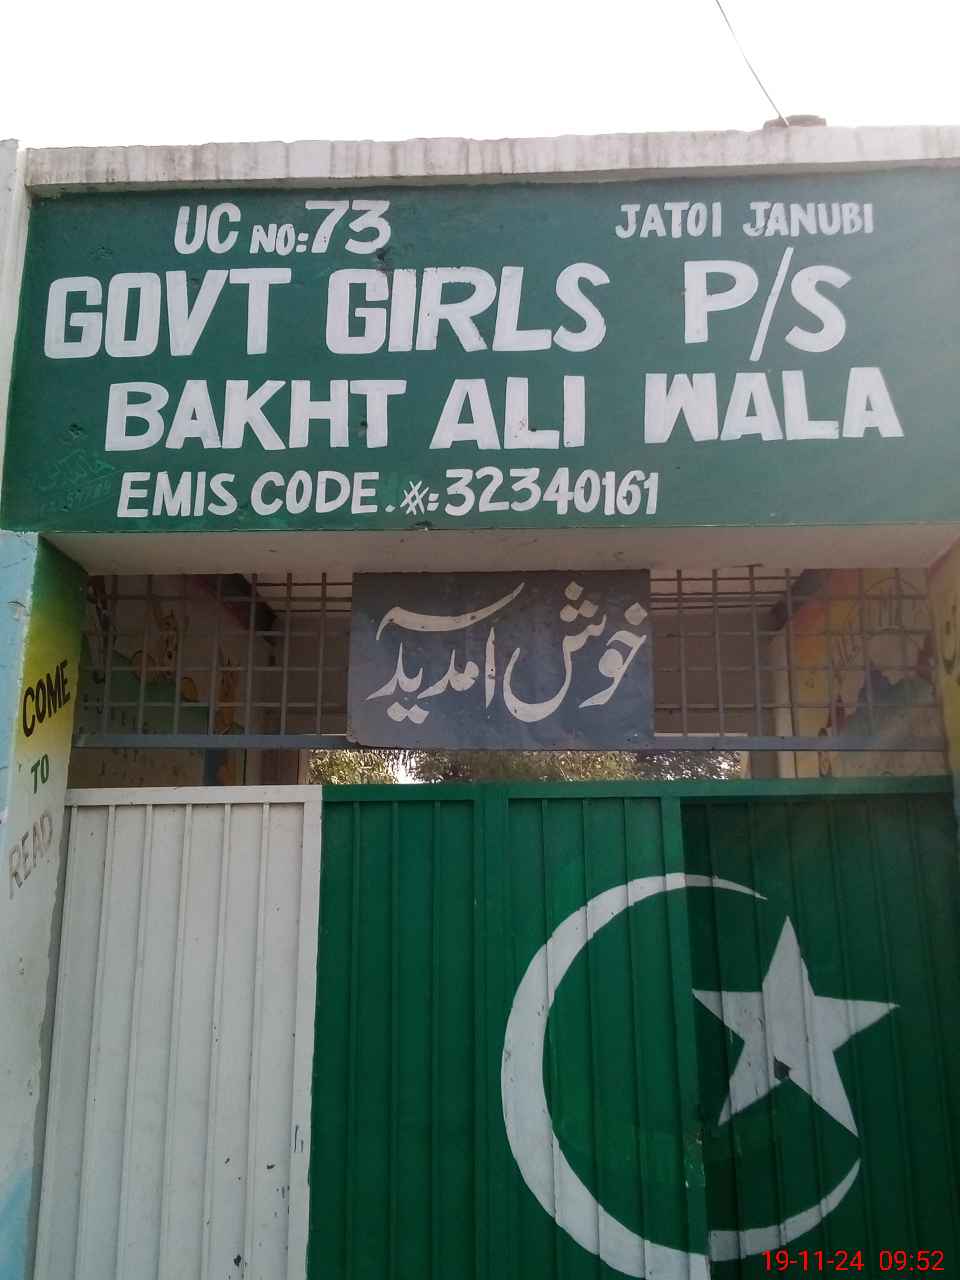 UC NO:73 JATOI JANUBI
GOVT GIRLS P/S
BAKHT ALI WALA
EMIS CODE.#:32340161
خوش امدید
COME
TO
READ
19-11-24 09:52